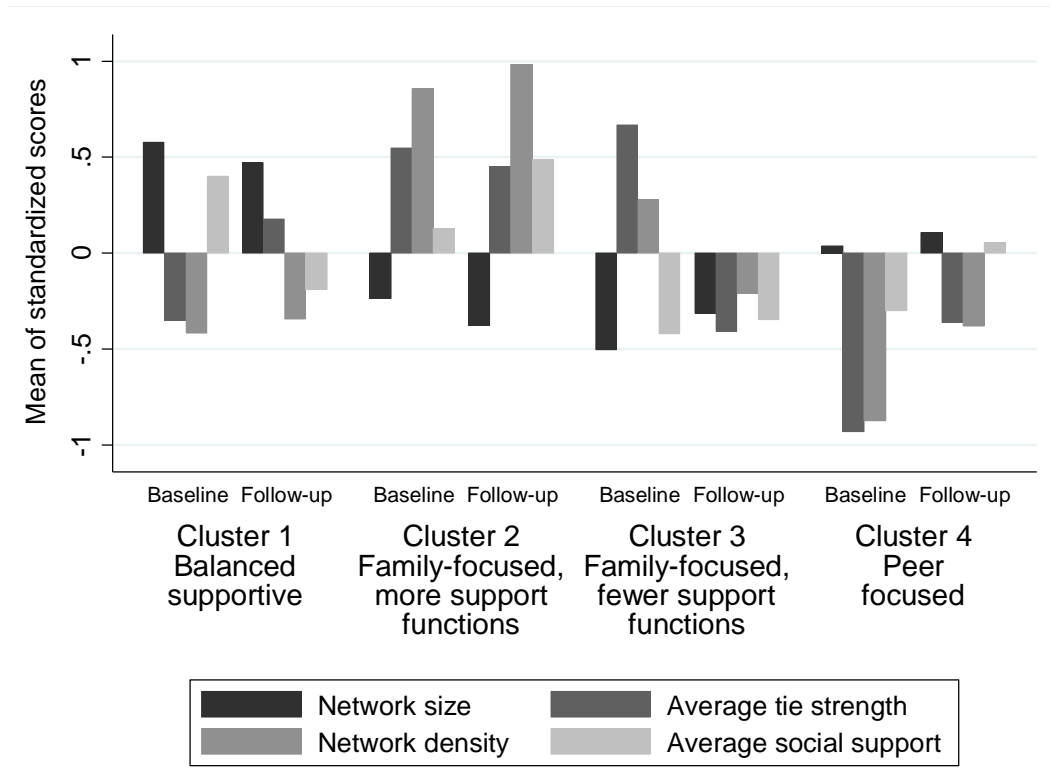 Mean of standardized scores
1
.5
0
-.5
-1
Baseline Follow-up Baseline Follow-up Baseline Follow-up Baseline Follow-up
Cluster 1
Balanced
supportive
Cluster 2
Family-focused,
more support
functions
Cluster 3
Family-focused,
fewer support
functions
Cluster 4
Peer
focused
Network size
Average tie strength
Network density
Average social support